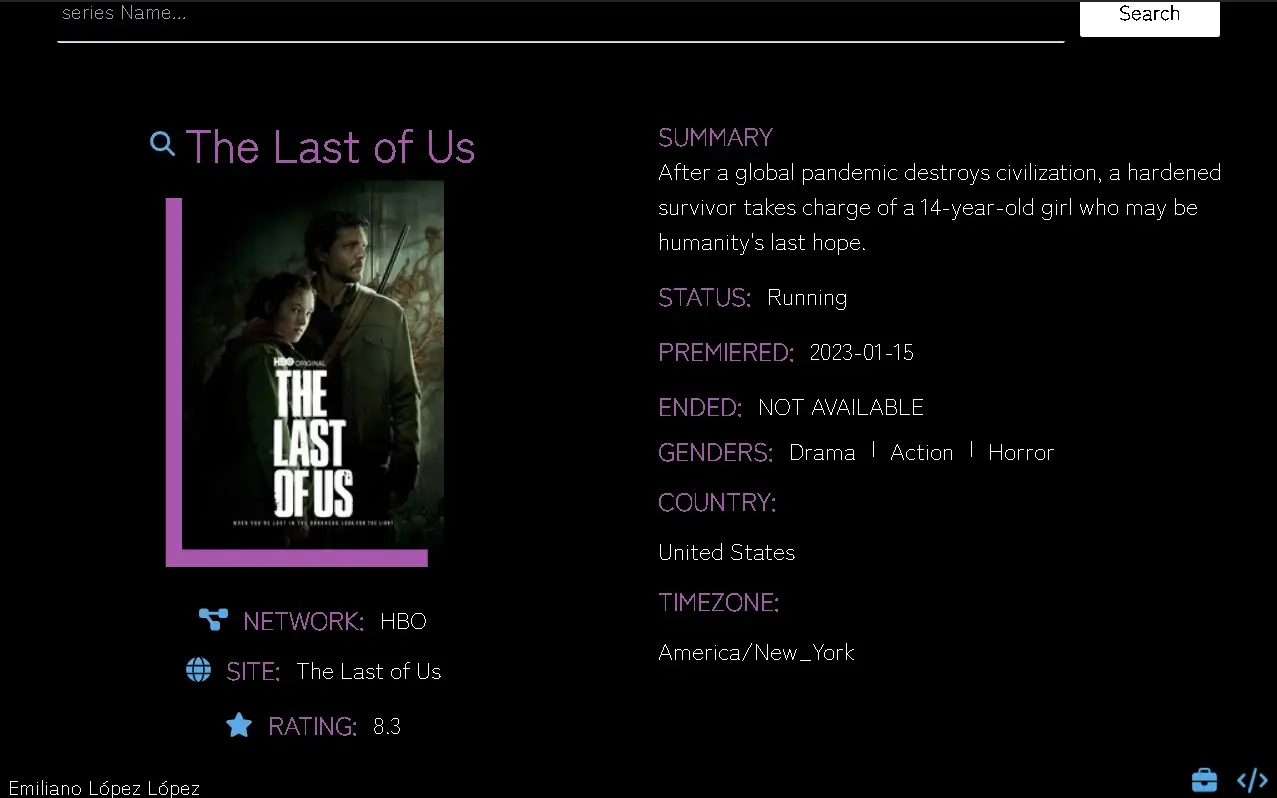 series Name...
Search
The Last of Us
HBO ORIGINAL
THE
LAST
OF US
WHEN YOU'RE LOST IN THE DARKNESS LOOK FOR THE LIGHT
NETWORK: HBO
SITE: The Last of Us
RATING: 8.3
SUMMARY
After a global pandemic destroys civilization, a hardened
survivor takes charge of a 14-year-old girl who may be
humanity's last hope.
STATUS: Running
PREMIERED: 2023-01-15
ENDED: NOT AVAILABLE
GENDERS: Drama | Action | Horror
COUNTRY:
United States
TIMEZONE:
America/New_York
Emiliano López López